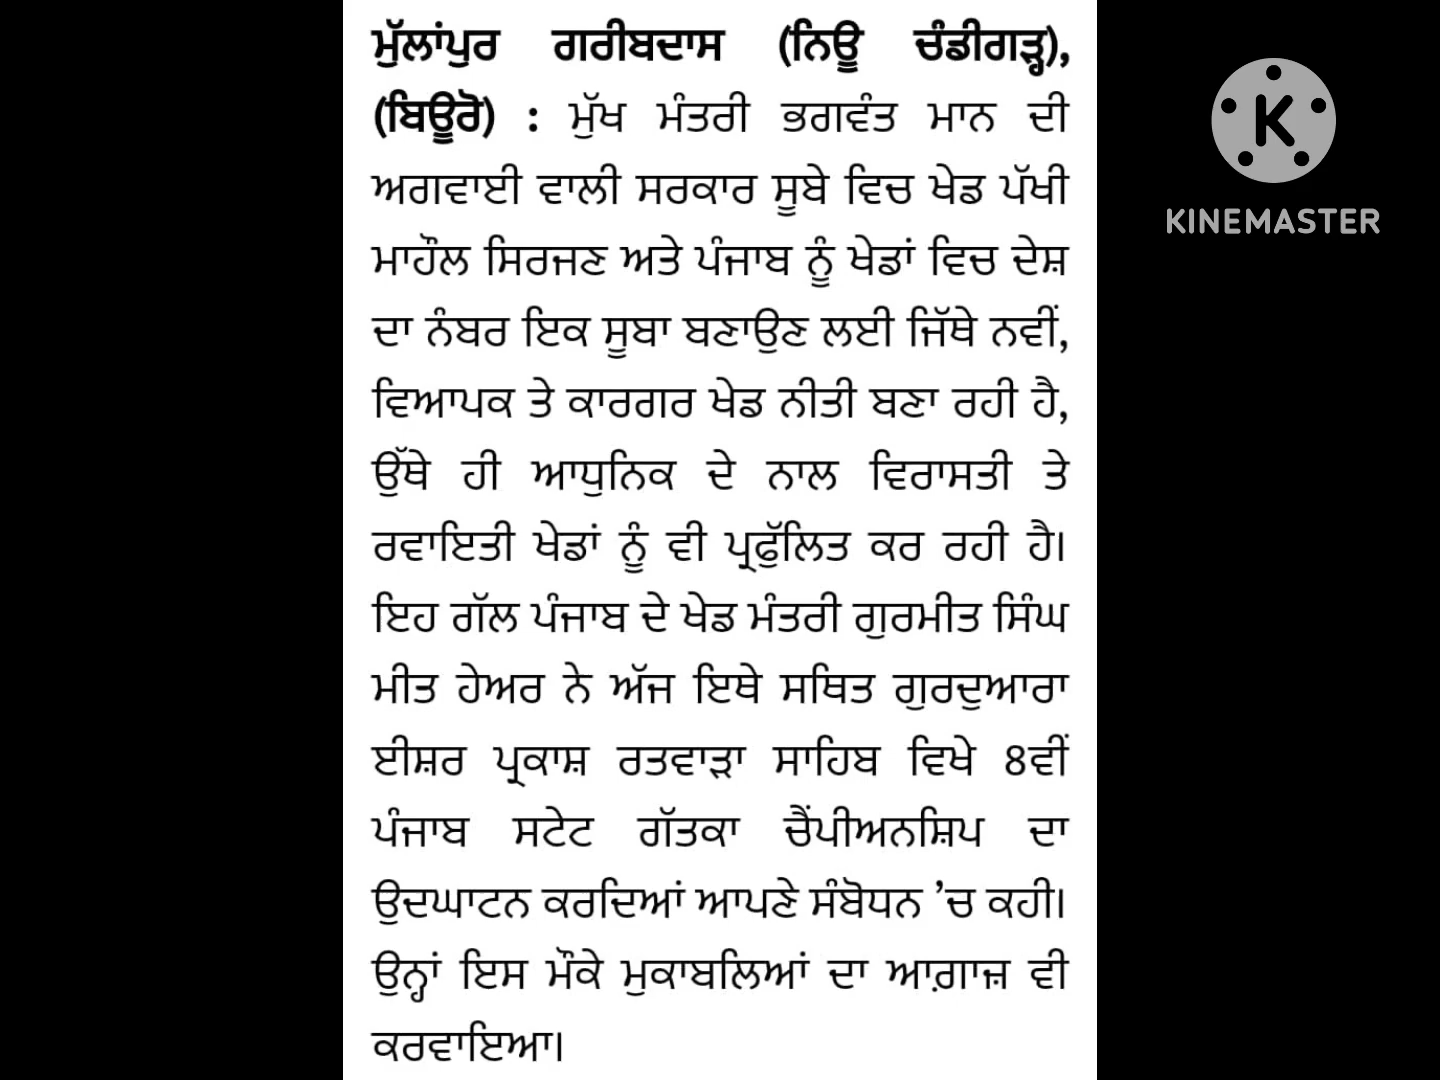 ਮੁੱਲਾਂਪੁਰ ਗਰੀਬਦਾਸ (ਨਿਊ ਚੰਡੀਗੜ੍ਹ),
(ਬਿਊਰੋ) : ਮੁੱਖ ਮੰਤਰੀ ਭਗਵੰਤ ਮਾਨ ਦੀ
ਅਗਵਾਈ ਵਾਲੀ ਸਰਕਾਰ ਸੂਬੇ ਵਿਚ ਖੇਡ ਪੱਖੀ
ਮਾਹੌਲ ਸਿਰਜਣ ਅਤੇ ਪੰਜਾਬ ਨੂੰ ਖੇਡਾਂ ਵਿਚ ਦੇਸ਼
ਦਾ ਨੰਬਰ ਇਕ ਸੂਬਾ ਬਣਾਉਣ ਲਈ ਜਿੱਥੇ ਨਵੀਂ,
ਵਿਆਪਕ ਤੇ ਕਾਰਗਰ ਖੇਡ ਨੀਤੀ ਬਣਾ ਰਹੀ ਹੈ,
ਉੱਥੇ ਹੀ ਆਧੁਨਿਕ ਦੇ ਨਾਲ ਵਿਰਾਸਤੀ ਤੇ
ਰਵਾਇਤੀ ਖੇਡਾਂ ਨੂੰ ਵੀ ਪ੍ਰਫੁੱਲਿਤ ਕਰ ਰਹੀ ਹੈ।
ਇਹ ਗੱਲ ਪੰਜਾਬ ਦੇ ਖੇਡ ਮੰਤਰੀ ਗੁਰਮੀਤ ਸਿੰਘ
ਮੀਤ ਹੇਅਰ ਨੇ ਅੱਜ ਇਥੇ ਸਥਿਤ ਗੁਰਦੁਆਰਾ
ਈਸ਼ਰ ਪ੍ਰਕਾਸ਼ ਰਤਵਾੜਾ ਸਾਹਿਬ ਵਿਖੇ 8ਵੀਂ
ਪੰਜਾਬ ਸਟੇਟ ਗੱਤਕਾ ਚੈਂਪੀਅਨਸ਼ਿਪ ਦਾ
ਉਦਘਾਟਨ ਕਰਦਿਆਂ ਆਪਣੇ ਸੰਬੋਧਨ ’ਚ ਕਹੀ।
ਉਨ੍ਹਾਂ ਇਸ ਮੌਕੇ ਮੁਕਾਬਲਿਆਂ ਦਾ ਆਗ਼ਾਜ਼ ਵੀ
ਕਰਵਾਇਆ।
K
KINEMASTER